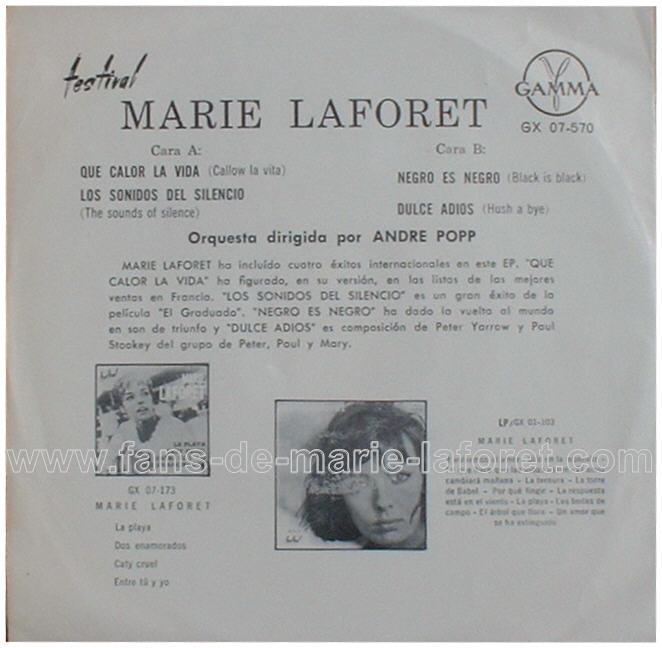 festival
GAMMA
MARIE LAFORET
GX 07-570
Cara A:
QUE CALOR LA VIDA (Callow la vita)
LOS SONIDOS DEL SILENCIO
(The sounds of silence)
Cara B:
NEGRO ES NEGRO (Black is black)
DULCE ADIOS (Hush a bye)
Orquesta dirigida por ANDRE POPP
MARIE LAFORET ha incluído cuatro éxitos internacionales en este EP. "QUE
CALOR LA VIDA" ha figurado, en su versión, en las listas de las mejores
ventas en Francia. "LOS SONIDOS DEL SILENCIO" es un gran éxito de la
película "El Graduado". "NEGRO ES NEGRO" ha dado la vuelta al mundo
en son de triunfo y "DULCE ADIOS" es composición de Peter Yarrow y Paul
Stookey del grupo de Peter, Paul y Mary.
festival
MARIE
LAFORET
LA PLAYA
GX 07-173
MARIE LAFORET
La playa
Dos enamorados
Caty cruel
Entre tú y yo
LP/GX 01-103
MARIE LAFORET
www.fans-de-marie-laforet.com
cambiará mañana - La ternura - La torre
de Babel - Por qué fingir - La respuesta
está en el viento - La playa - Los bailes de
campo - El árbol que llora - Un amor que
se ha extinguido